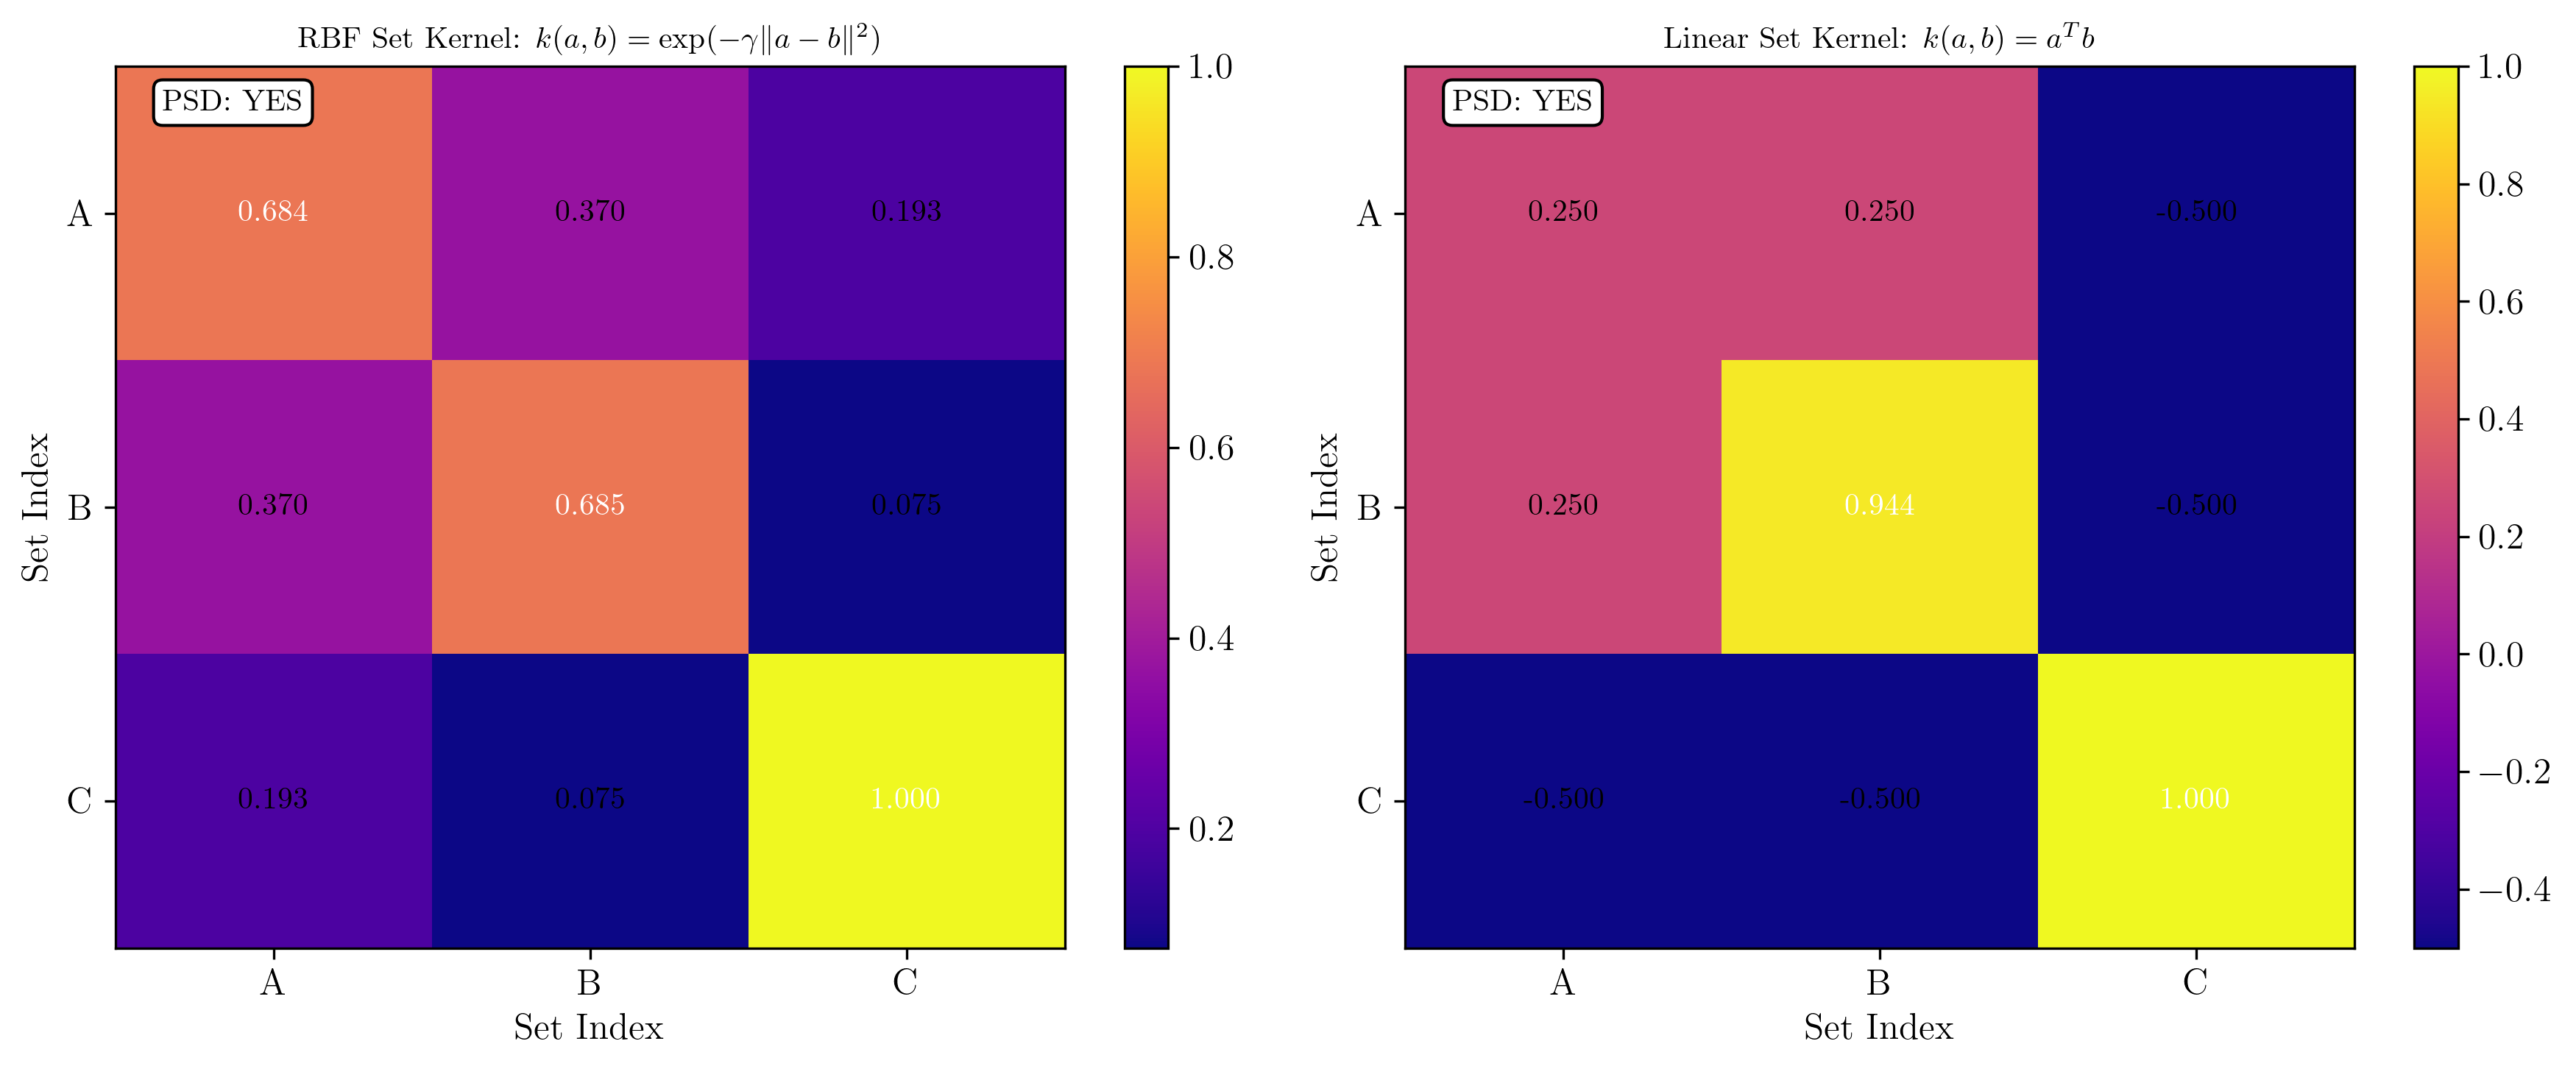 RBF Set Kernel: k(a, b) = exp(−γ∥a − b∥²)
PSD: YES
A
0.684
0.370
0.193
B
0.370
0.685
0.075
C
0.193
0.075
1.000
A
B
C
Set Index
Set Index
1.0
0.8
0.6
0.4
0.2
Linear Set Kernel: k(a, b) = aᵀb
PSD: YES
A
0.250
0.250
-0.500
B
0.250
0.944
-0.500
C
-0.500
-0.500
1.000
A
B
C
Set Index
Set Index
1.0
0.8
0.6
0.4
0.2
0.0
−0.2
−0.4